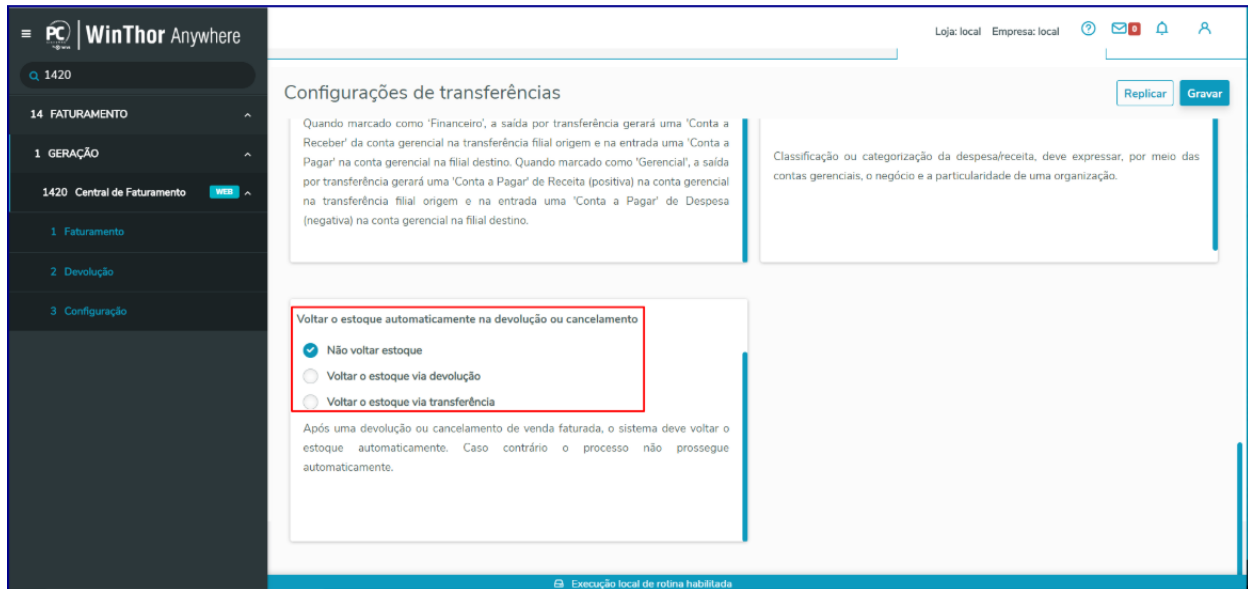 PC WinThor Anywhere
Loja: local Empresa: local 0
1420
14 FATURAMENTO
1 GERAÇÃO
1420 Central de Faturamento WEB
1 Faturamento
2 Devolução
3 Configuração
Configurações de transferências
Replicar Gravar
Quando marcado como 'Financeiro', a saída por transferência gerará uma 'Conta a
Receber' da conta gerencial na transferência filial origem e na entrada uma 'Conta a
Pagar' na conta gerencial na filial destino. Quando marcado como 'Gerencial', a saída
por transferência gerará uma 'Conta a Pagar' de Receita (positiva) na conta gerencial
na transferência filial origem e na entrada uma 'Conta a Pagar' de Despesa
(negativa) na conta gerencial na filial destino.
Classificação ou categorização da despesa/receita, deve expressar, por meio das
contas gerenciais, o negócio e a particularidade de uma organização.
Voltar o estoque automaticamente na devolução ou cancelamento
Não voltar estoque
Voltar o estoque via devolução
Voltar o estoque via transferência
Após uma devolução ou cancelamento de venda faturada, o sistema deve voltar o
estoque automaticamente. Caso contrário o processo não prossegue
automaticamente.
Execução local de rotina habilitada